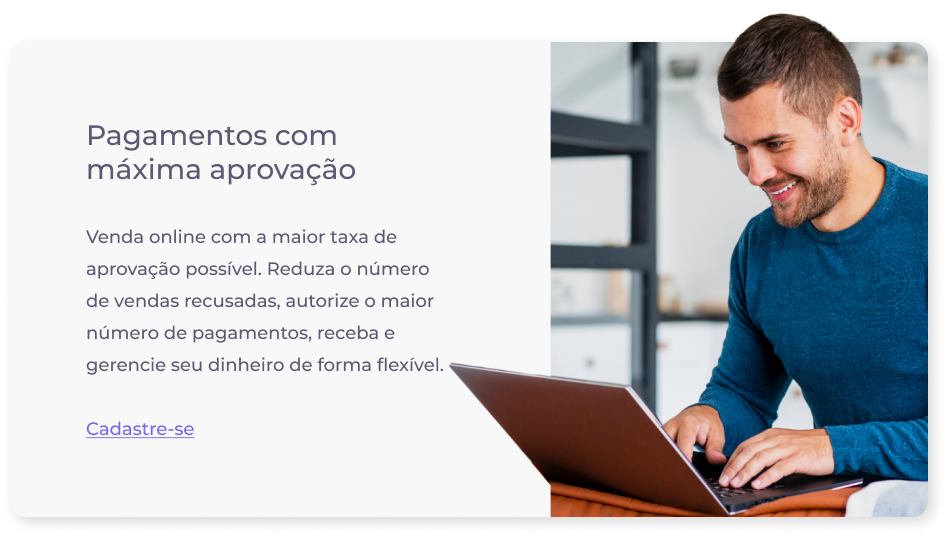 Pagamentos com
máxima aprovação
Venda online com a maior taxa de
aprovação possível. Reduza o número
de vendas recusadas, autorize o maior
número de pagamentos, receba e
gerencie seu dinheiro de forma flexível.
Cadastre-se